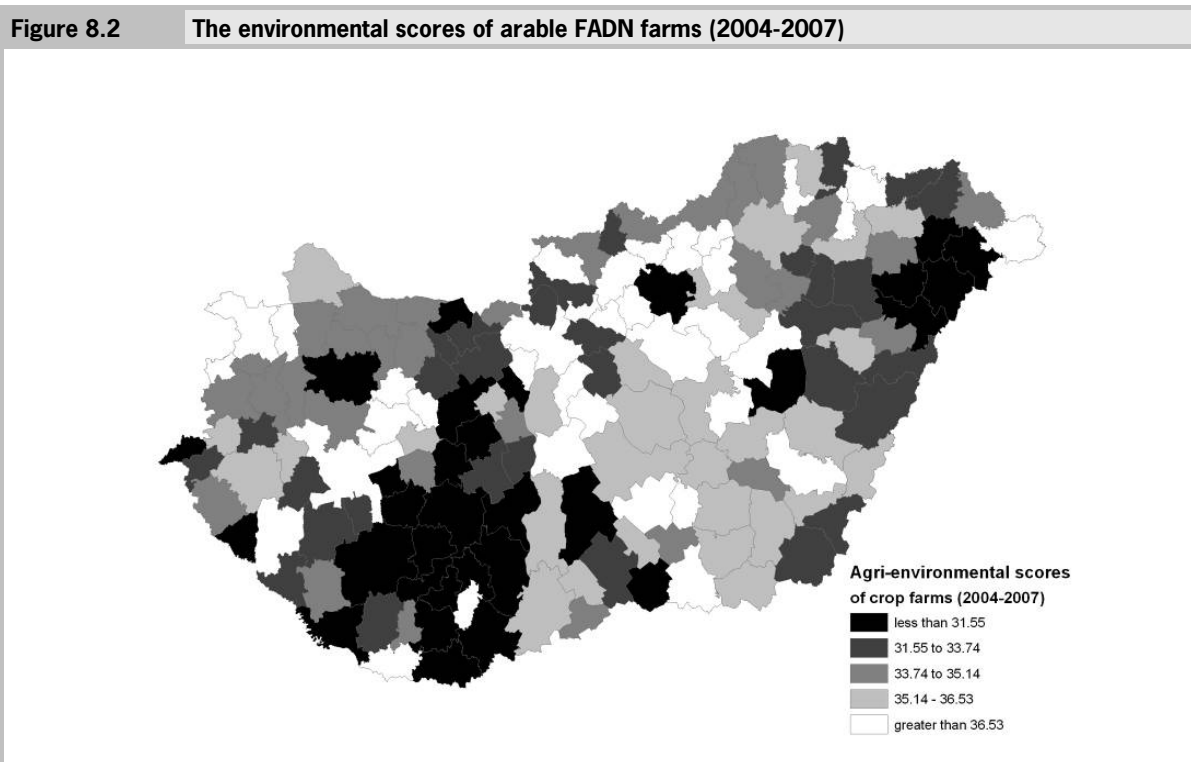 Figure 8.2 The environmental scores of arable FADN farms (2004-2007)
Agri-environmental scores
of crop farms (2004-2007)
less than 31.55
31.55 to 33.74
33.74 to 35.14
35.14 - 36.53
greater than 36.53